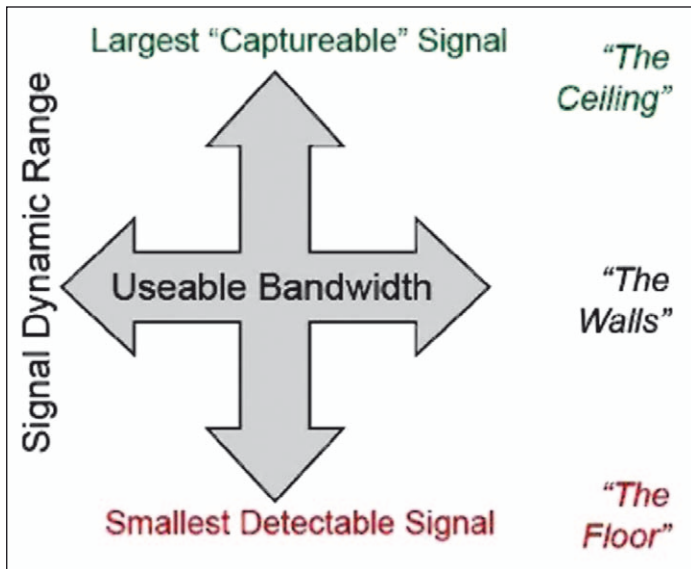 Largest “Captureable” Signal
“The
Ceiling”
Signal Dynamic Range
Useable Bandwidth
“The
Walls”
Smallest Detectable Signal
“The
Floor”